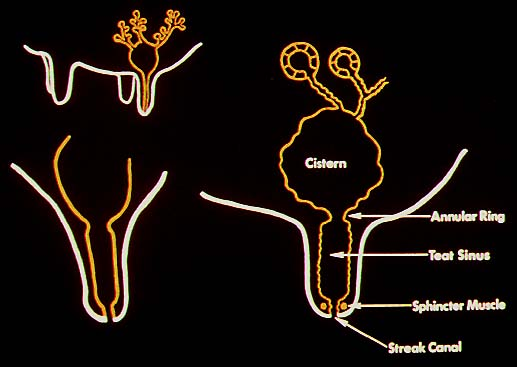 Cistern
Annular Ring
Teat Sinus
Sphincter Muscle
Streak Canal